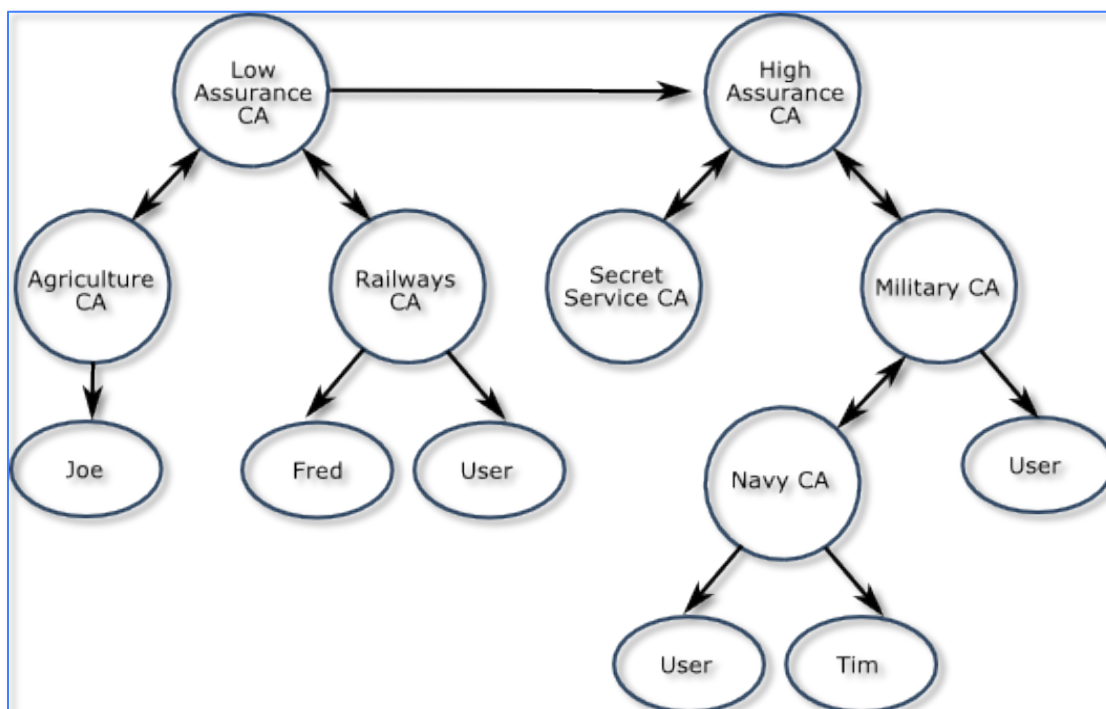 Low
Assurance
CA
High
Assurance
CA
Agriculture
CA
Railways
CA
Secret
Service CA
Military CA
Joe
Fred
User
Navy CA
User
User
Tim